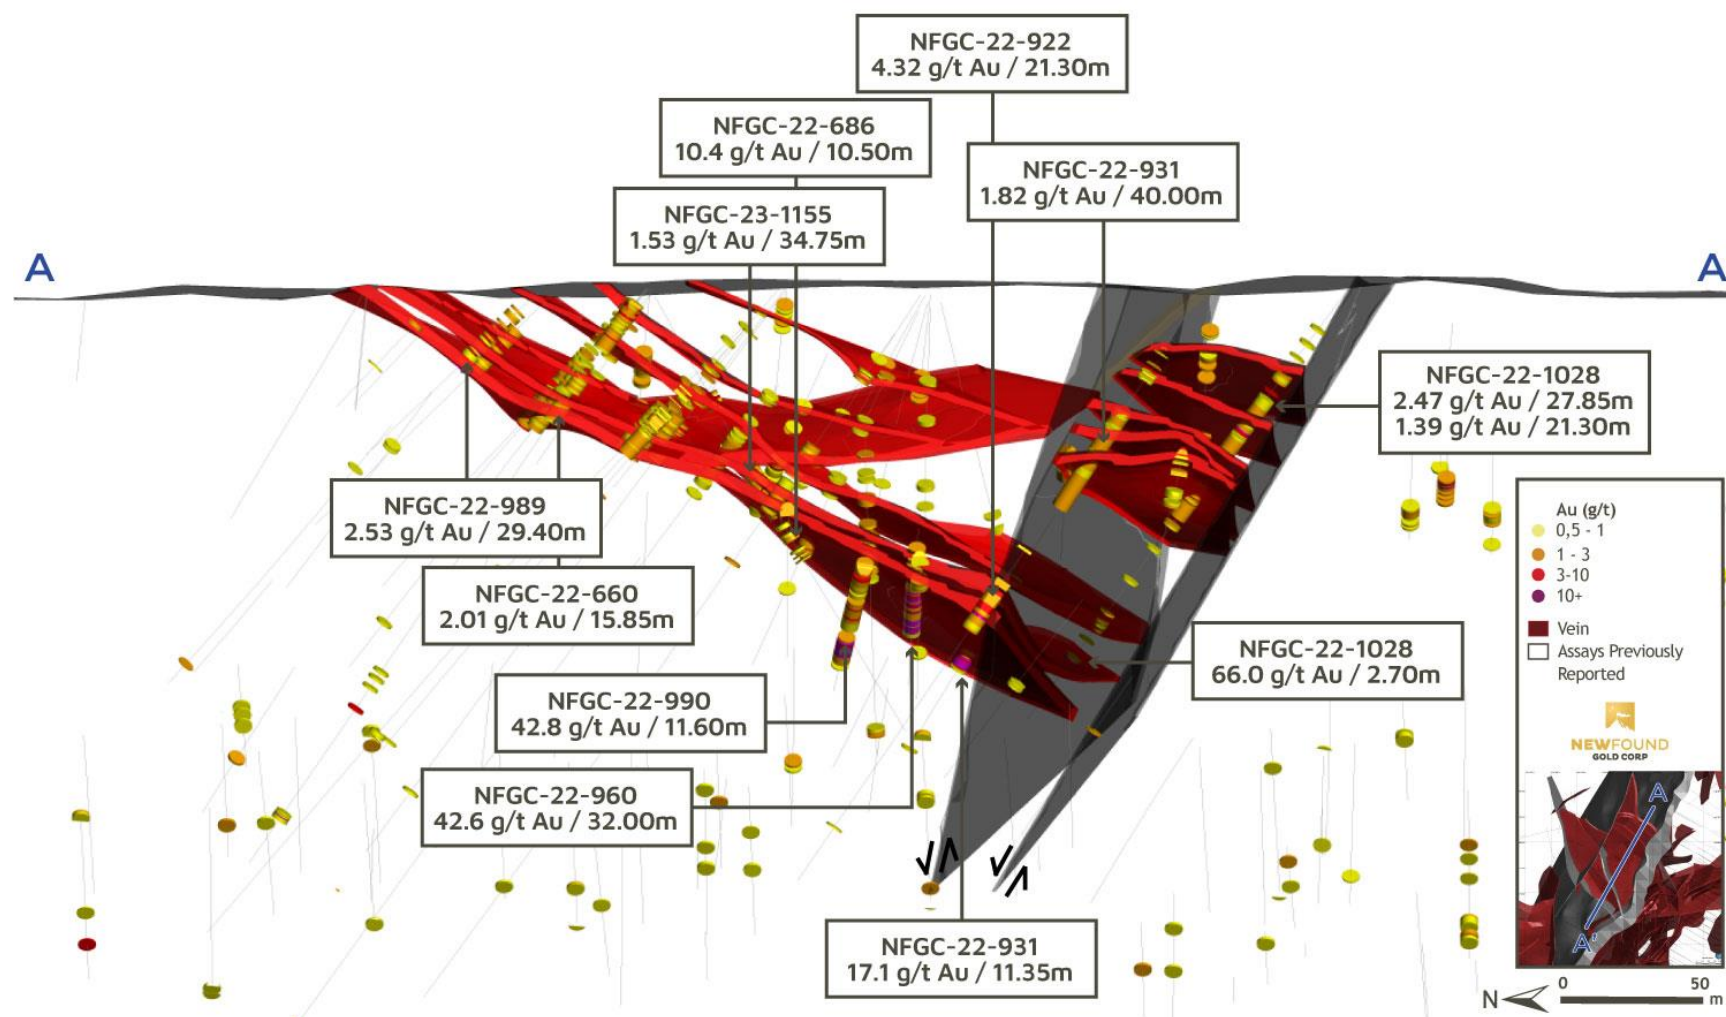 NFGC-22-922
4.32 g/t Au / 21.30m
NFGC-22-686
10.4 g/t Au / 10.50m
NFGC-22-931
1.82 g/t Au / 40.00m
NFGC-23-1155
1.53 g/t Au / 34.75m
A
A
NFGC-22-1028
2.47 g/t Au / 27.85m
1.39 g/t Au / 21.30m
NFGC-22-989
2.53 g/t Au / 29.40m
NFGC-22-660
2.01 g/t Au / 15.85m
NFGC-22-1028
66.0 g/t Au / 2.70m
NFGC-22-990
42.8 g/t Au / 11.60m
NFGC-22-960
42.6 g/t Au / 32.00m
NFGC-22-931
17.1 g/t Au / 11.35m
Au (g/t)
0,5 - 1
1 - 3
3-10
10+
Vein
Assays Previously
Reported
NEWFOUND
GOLD CORP
A
A'
N
0 50
m